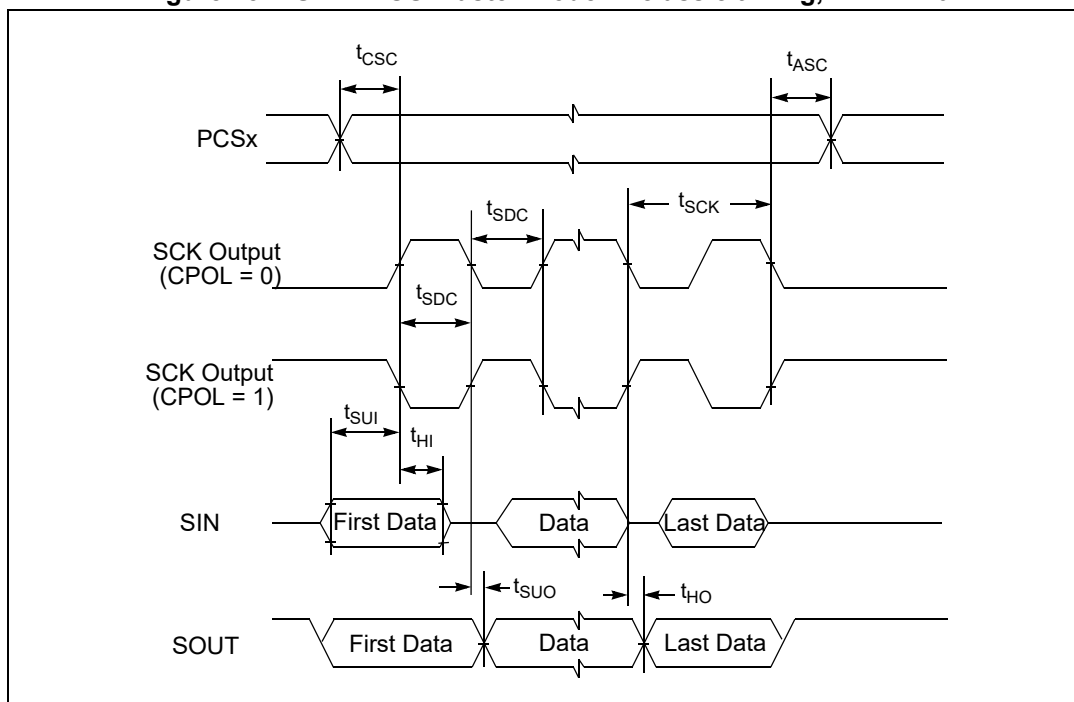 tCSC
tASC
PCSx
tSDC
tSCK
SCK Output
(CPOL = 0)
tSDC
SCK Output
(CPOL = 1)
tSUI
tHI
SIN
First Data
Data
Last Data
tSUO
tHO
SOUT
First Data
Data
Last Data